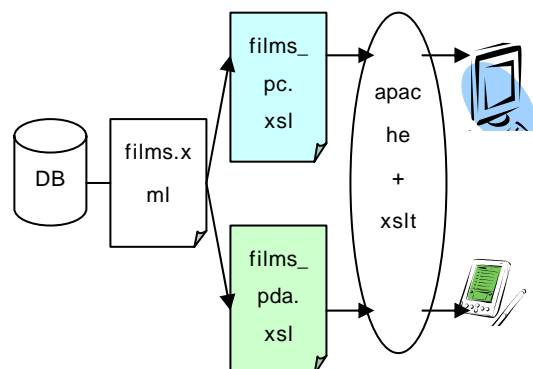 films_
pc.
xsl
apac
he
+
xslt
DB
films.x
ml
films_
pda.
xsl